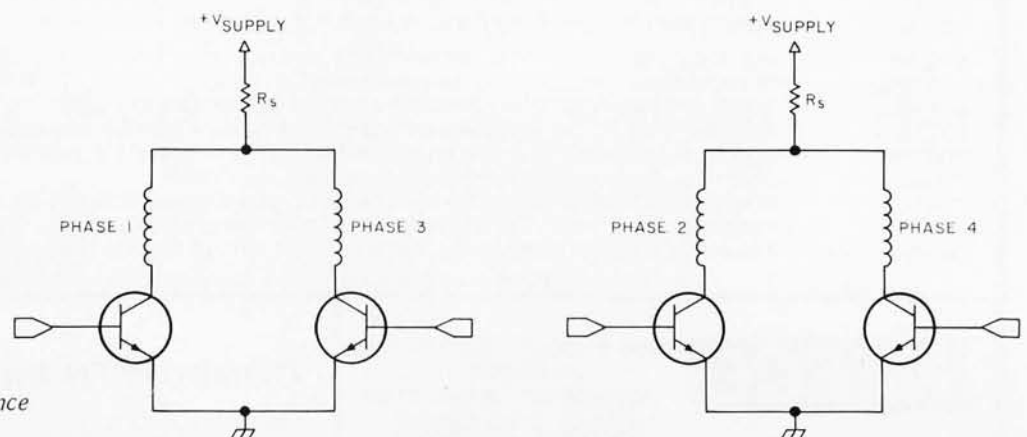 +VSUPPLY
RS
PHASE 1
PHASE 3
+VSUPPLY
RS
PHASE 2
PHASE 4
nce